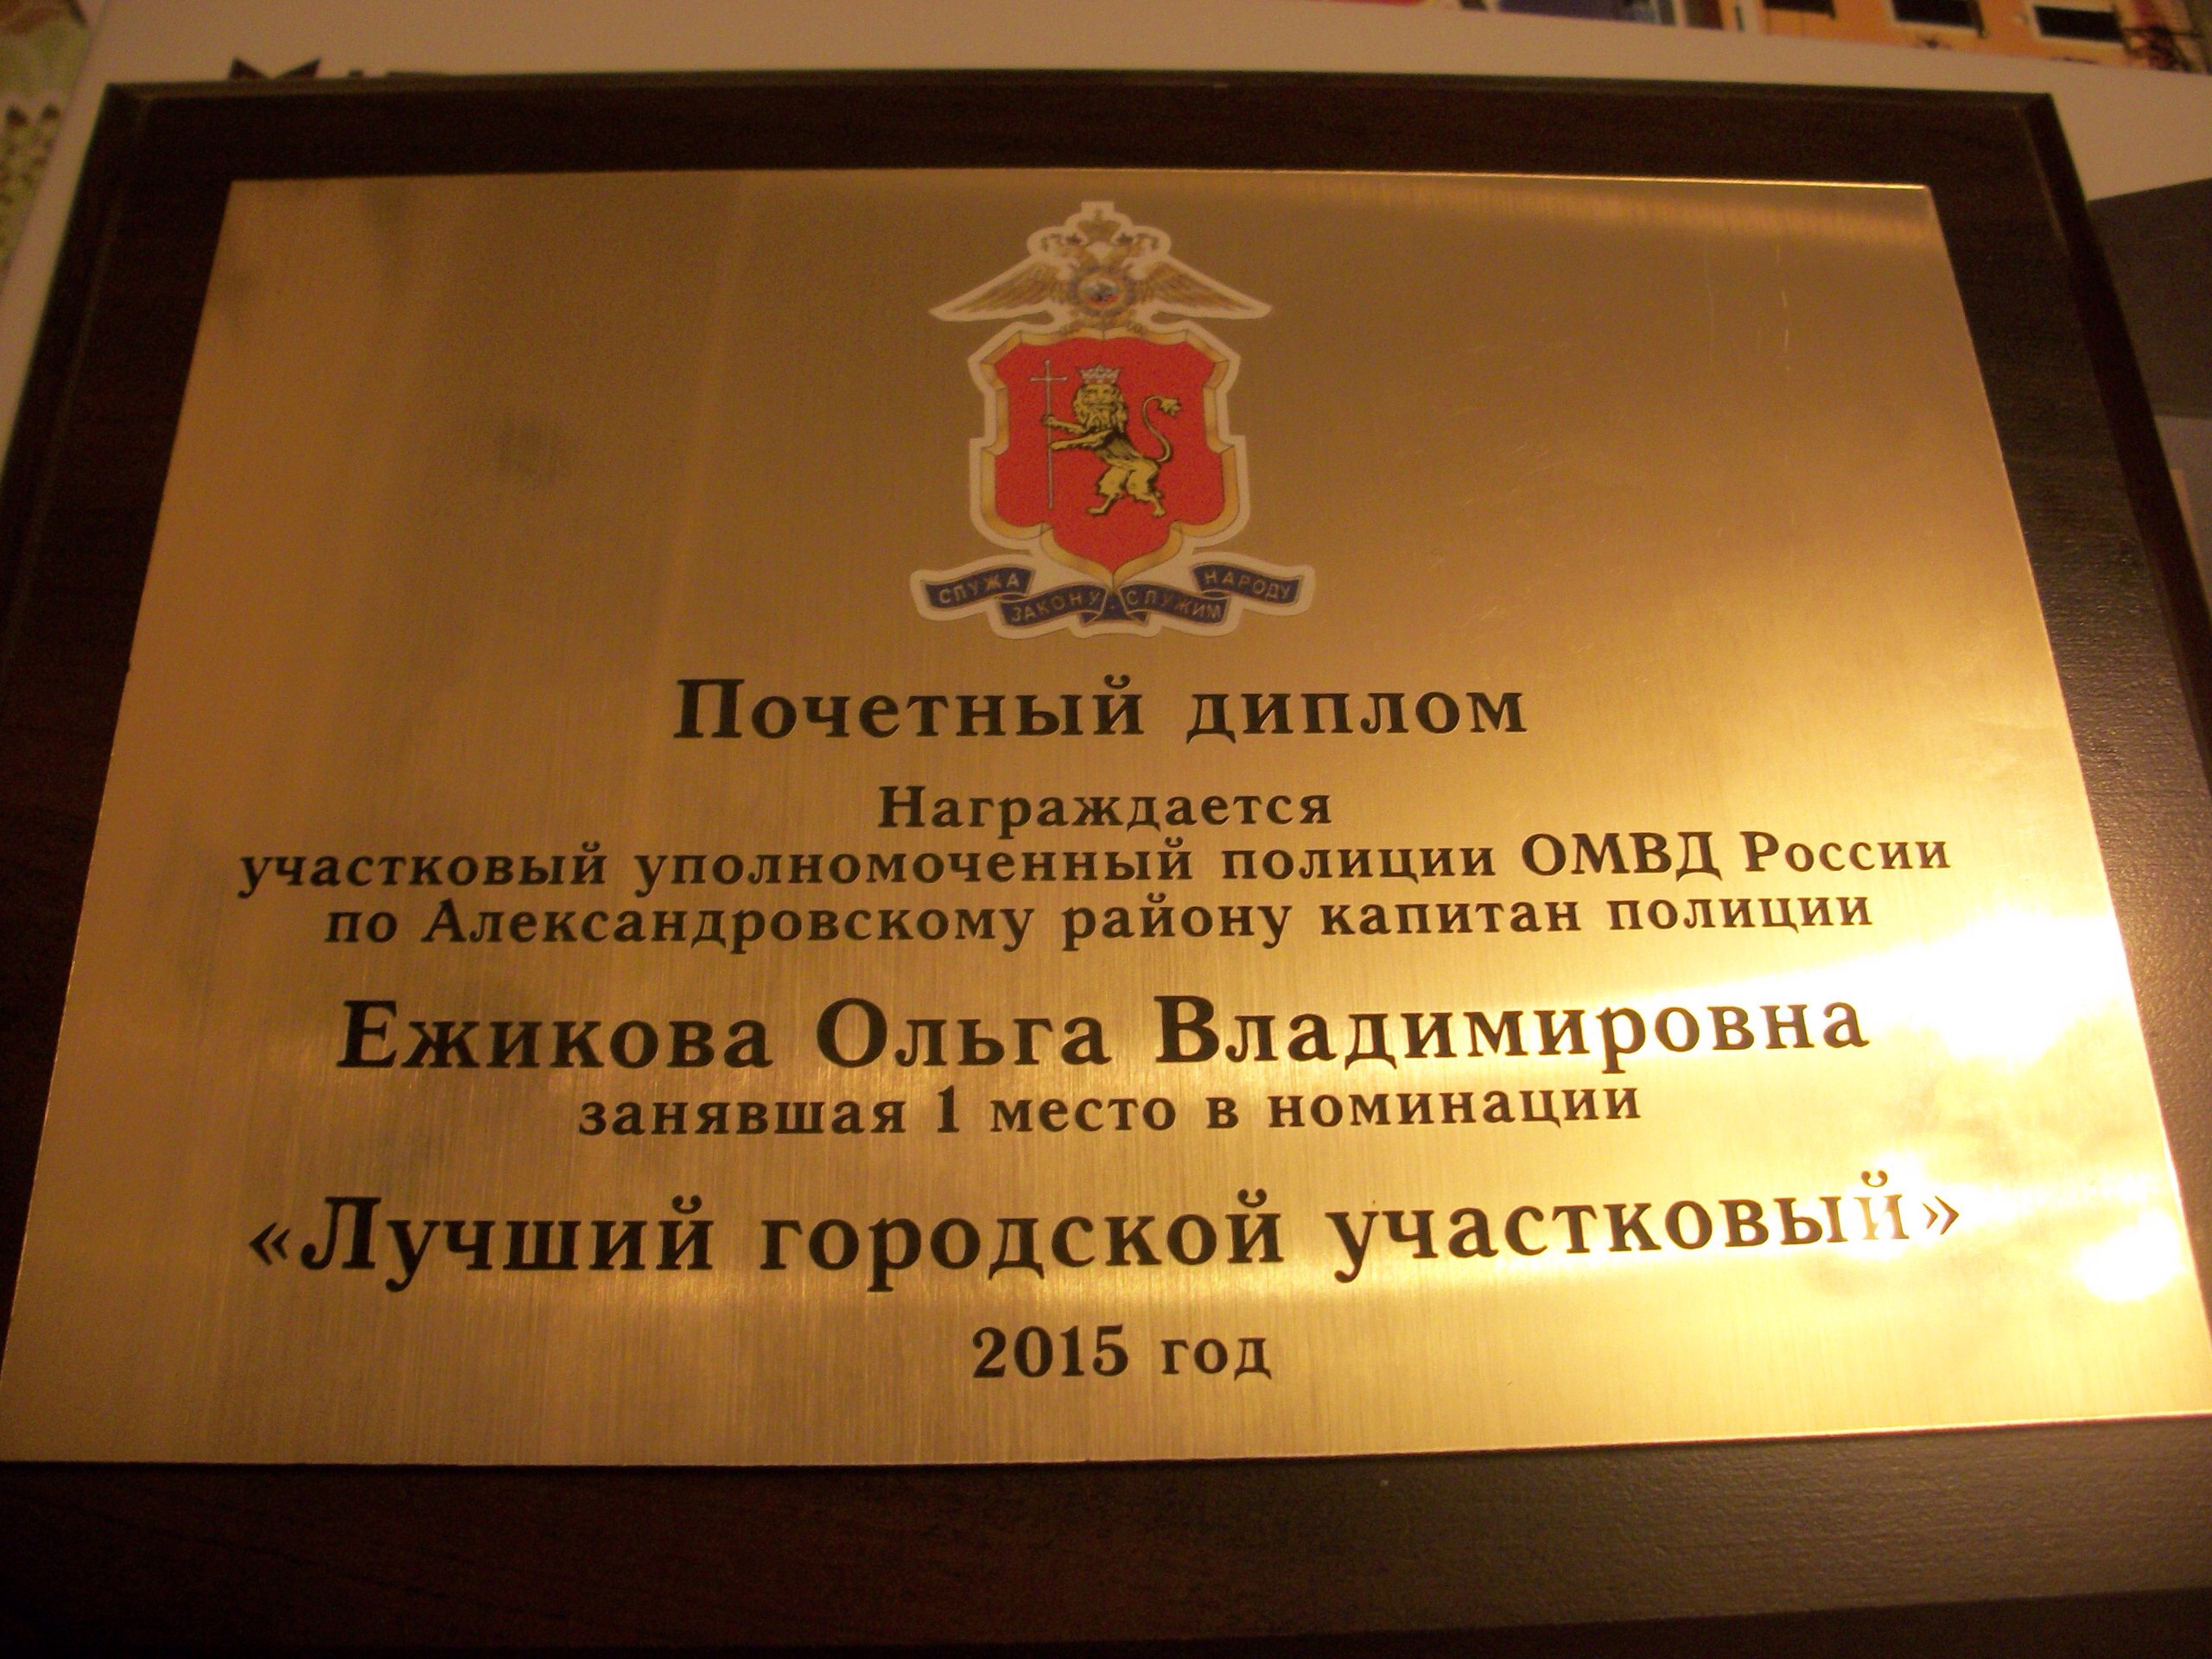 СЛУЖА ЗАКОНУ - СЛУЖИМ НАРОДУ
Почетный диплом
Награждается
участковый уполномоченный полиции ОМВД России
по Александровскому району капитан полиции
Ежикова Ольга Владимировна
занявшая 1 место в номинации
«Лучший городской участковый»
2015 год